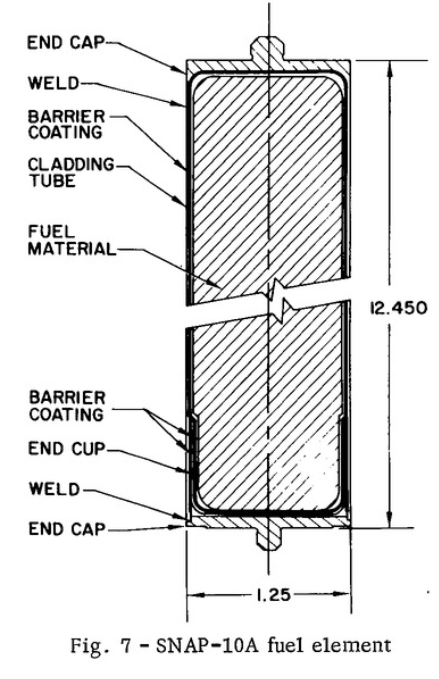 END CAP
WELD
BARRIER
COATING
CLADDING
TUBE
FUEL
MATERIAL
12.450
BARRIER
COATING
END CUP
WELD
END CAP
1.25
Fig. 7 - SNAP-10A fuel element